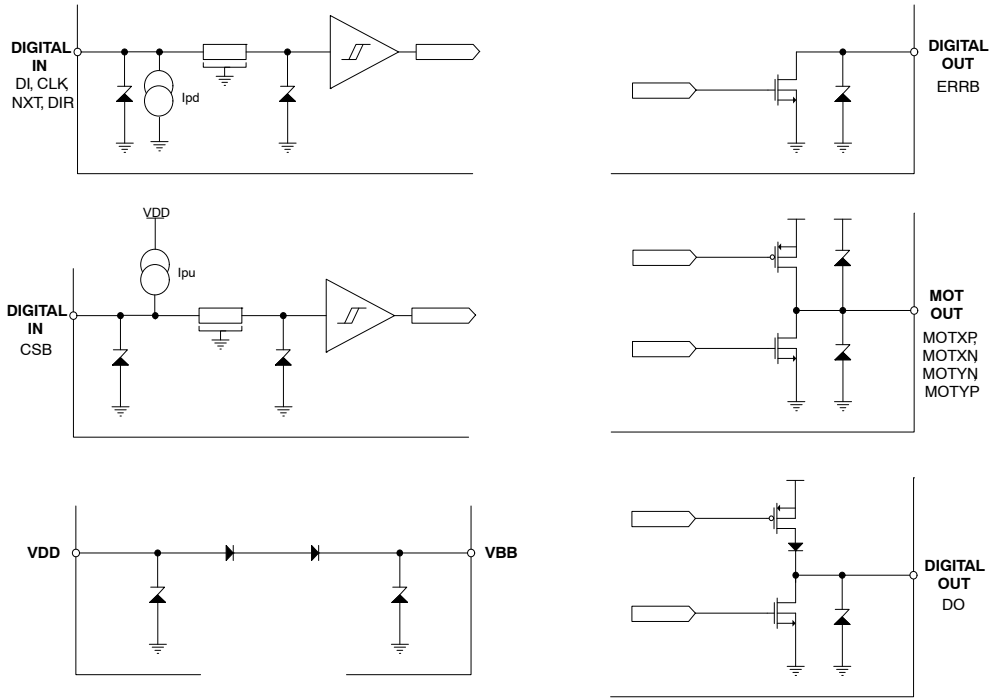 DIGITAL
IN
DI, CLK,
NXT, DIR
Ipd
DIGITAL
OUT
ERRB
VDD
Ipu
DIGITAL
IN
CSB
MOT
OUT
MOTXP,
MOTXN,
MOTYN,
MOTYP
VDD
VBB
DIGITAL
OUT
DO